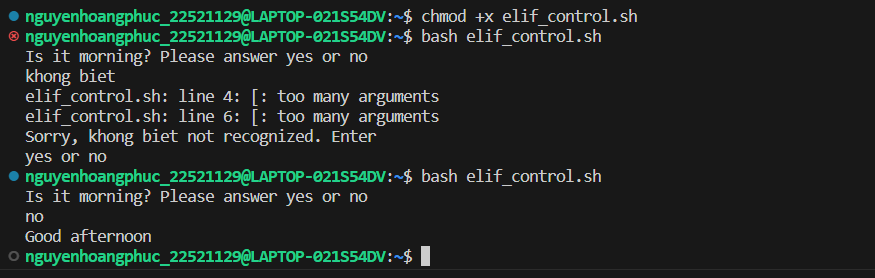 nguyenhoangphuc_22521129@LAPTOP-021S54DV:~$ chmod +x elif_control.sh
nguyenhoangphuc_22521129@LAPTOP-021S54DV:~$ bash elif_control.sh
Is it morning? Please answer yes or no
khong biet
elif_control.sh: line 4: [: too many arguments
elif_control.sh: line 6: [: too many arguments
Sorry, khong biet not recognized. Enter
yes or no
nguyenhoangphuc_22521129@LAPTOP-021S54DV:~$ bash elif_control.sh
Is it morning? Please answer yes or no
no
Good afternoon
nguyenhoangphuc_22521129@LAPTOP-021S54DV:~$